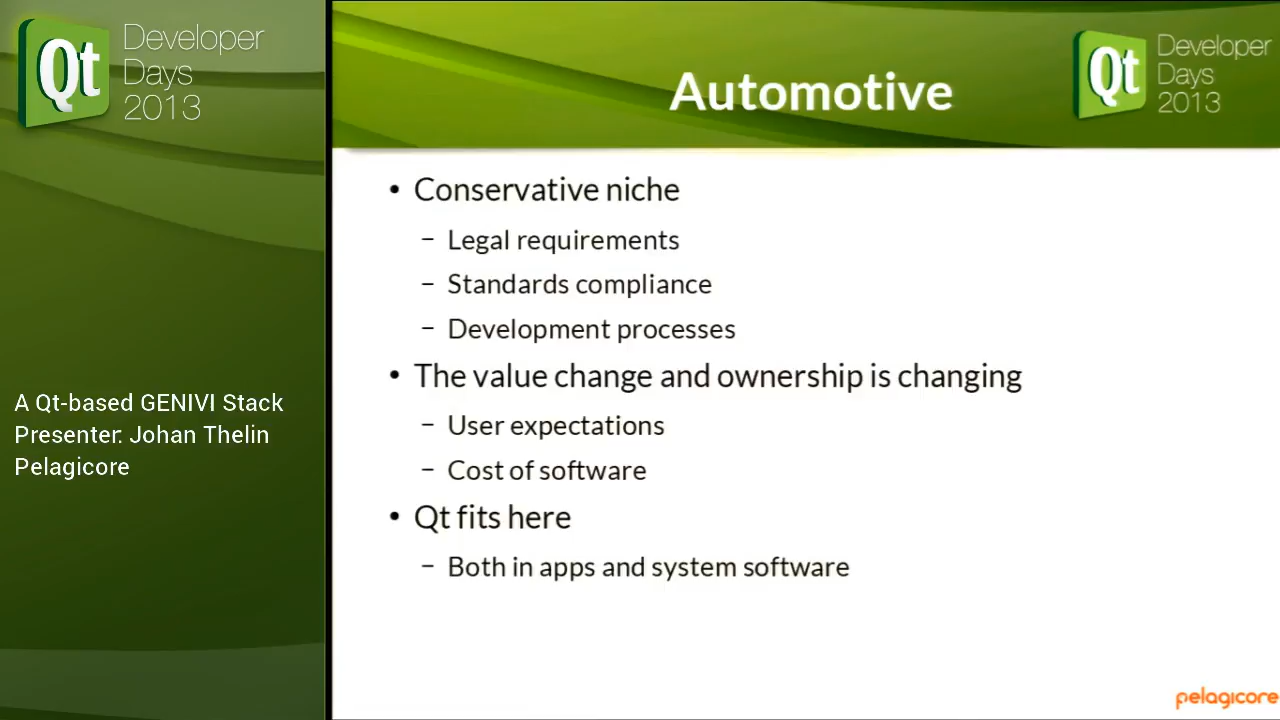 Qt Developer
Days
2013
A Qt-based GENIVI Stack
Presenter: Johan Thelin
Pelagicore
Automotive
Qt Developer
Days
2013
• Conservative niche
– Legal requirements
– Standards compliance
– Development processes
• The value change and ownership is changing
– User expectations
– Cost of software
• Qt fits here
– Both in apps and system software
pelagicore